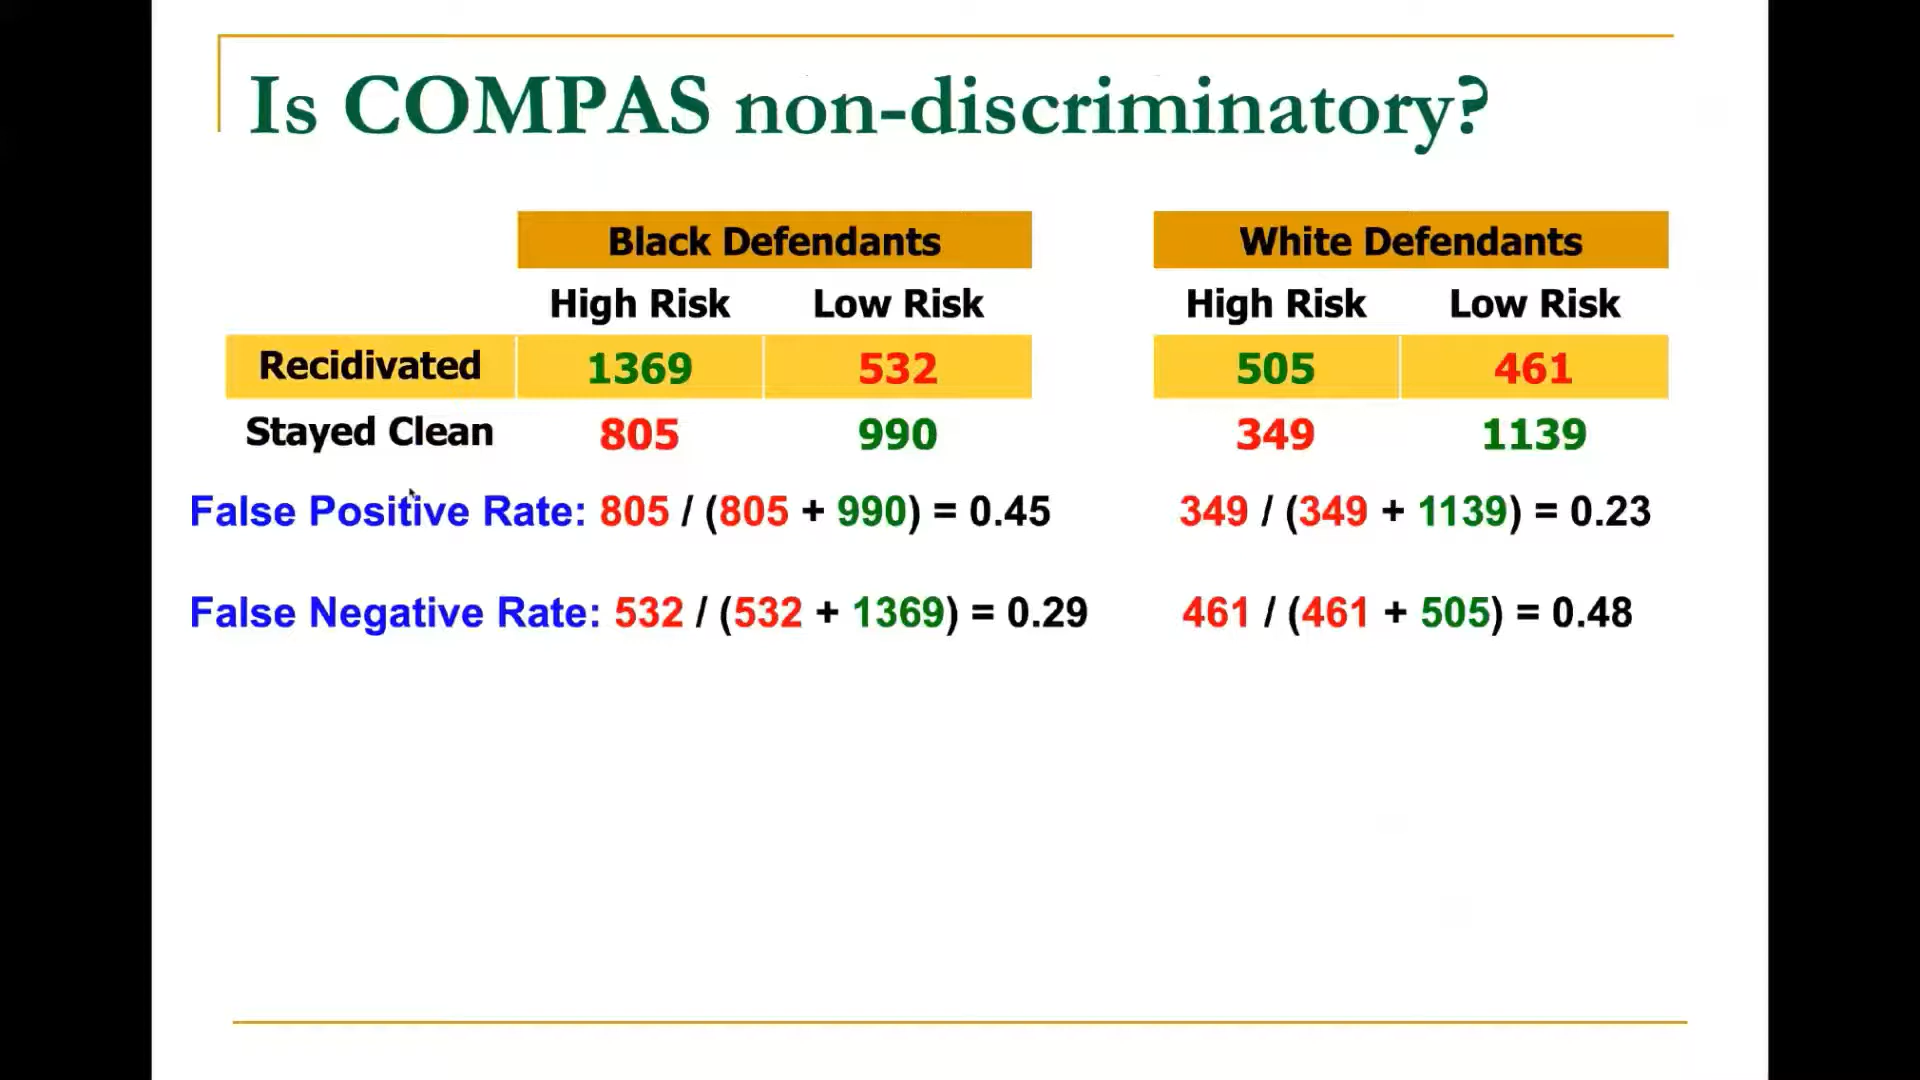 Is COMPAS non-discriminatory?
Black Defendants White Defendants
High Risk Low Risk High Risk Low Risk
Recidivated 1369 532 505 461
Stayed Clean 805 990 349 1139
False Positive Rate: 805 / (805 + 990) = 0.45 349 / (349 + 1139) = 0.23
False Negative Rate: 532 / (532 + 1369) = 0.29 461 / (461 + 505) = 0.48